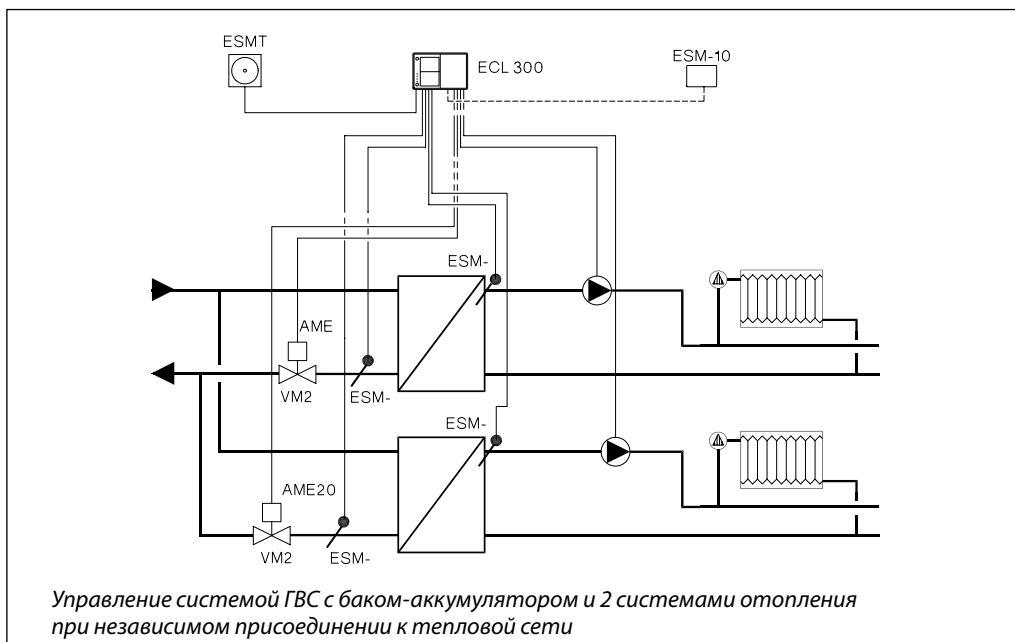 ESMT
ECL 300
ESM-10
ESM-
AME
VM2
ESM-
ESM-
AME20
VM2
ESM-
Управление системой ГВС с баком-аккумулятором и 2 системами отопления
при независимом присоединении к тепловой сети